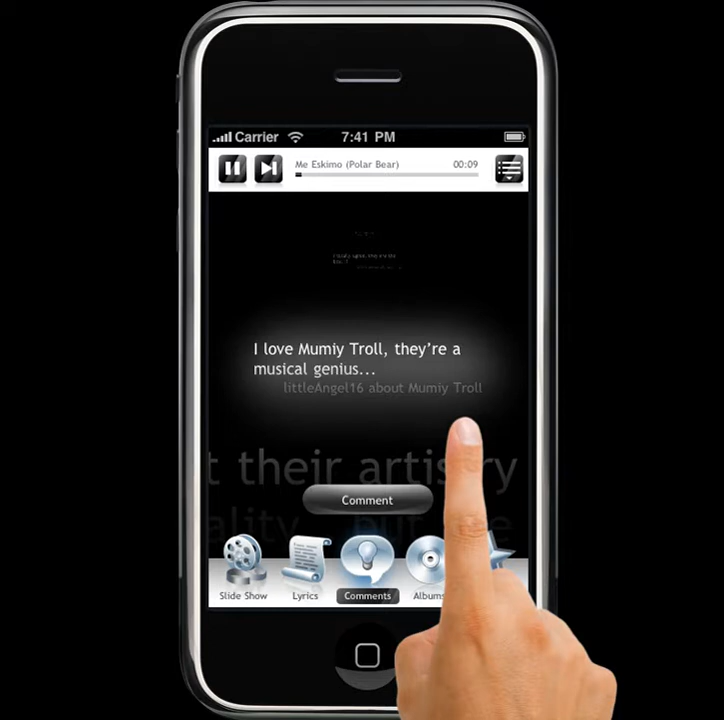 Carrier 7:41 PM
Me Eskimo (Polar Bear) 00:09
I love Mumiy Troll, they're a
musical genius...
littleAngel16 about Mumiy Troll
t their artistry
Comment
ality but
Slide Show Lyrics Comments Albums